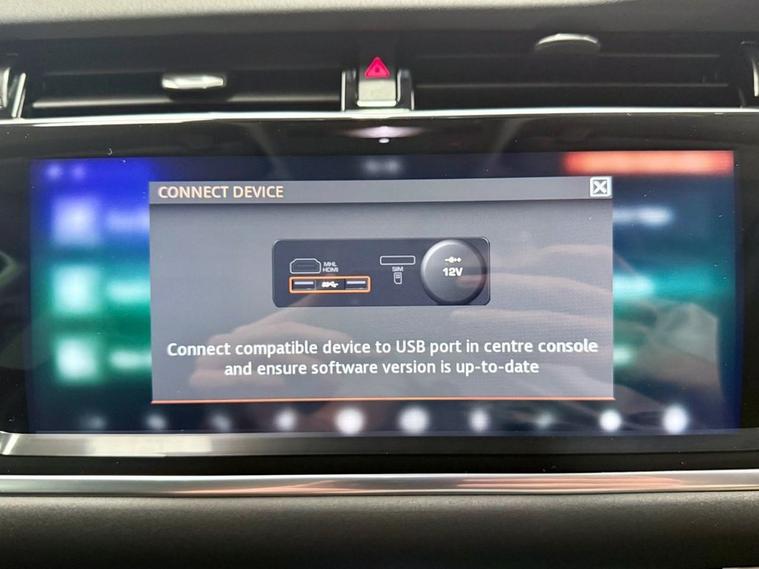 CONNECT DEVICE
MHL
HDMI
SIM
12V
Connect compatible device to USB port in centre console
and ensure software version is up-to-date